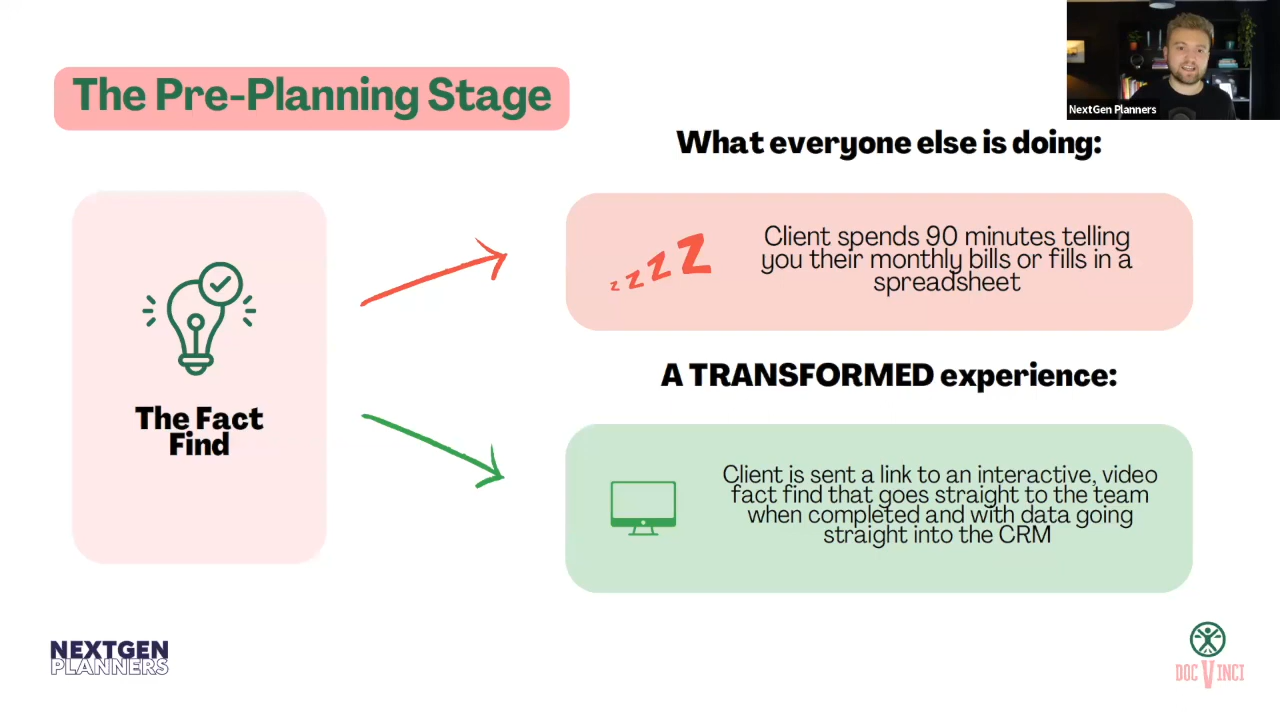 The Pre-Planning Stage
NextGen Planners
What everyone else is doing:
z z z Z
Client spends 90 minutes telling
you their monthly bills or fills in a
spreadsheet
The Fact
Find
A TRANSFORMED experience:
Client is sent a link to an interactive, video
fact find that goes straight to the team
when completed and with data going
straight into the CRM
NEXTGEN
PLANNERS
DOC VINCI